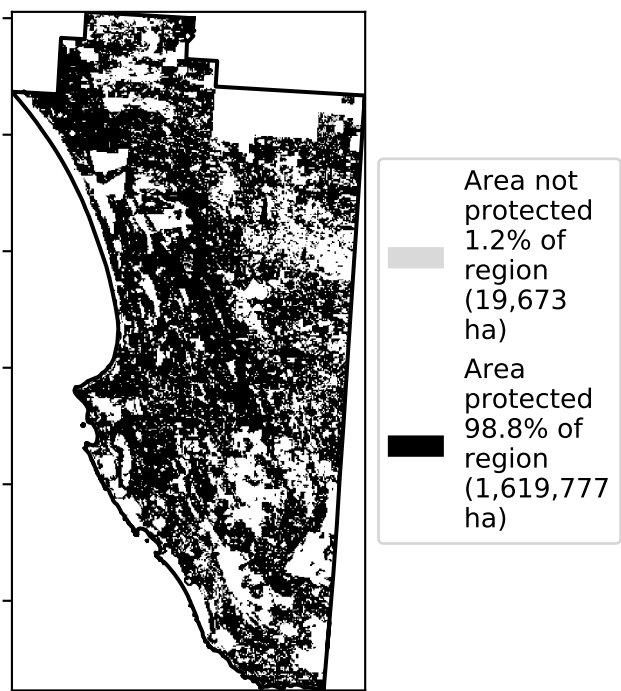 Area not
protected
1.2% of
region
(19,673
ha)
Area
protected
98.8% of
region
(1,619,777
ha)